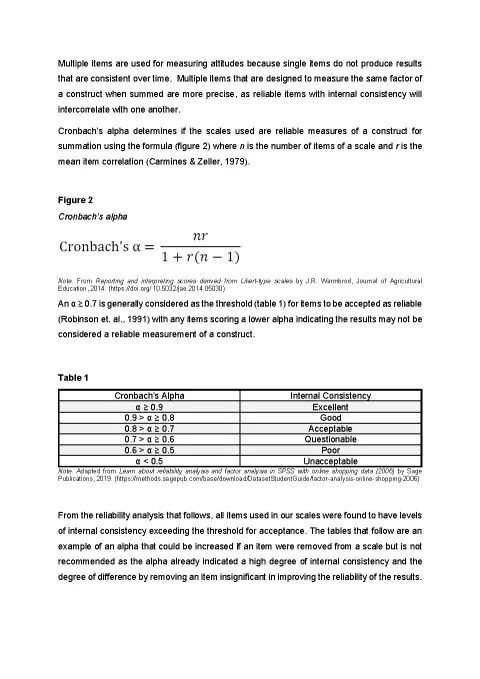 Multiple items are used for measuring attitudes because single items do not produce results
that are consistent over time.  Multiple items that are designed to measure the same factor of
a construct when summed are more precise, as reliable items with internal consistency will
intercorrelate with one another.
Cronbach's alpha determines if the scales used are reliable measures of a construct for
summation using the formula (figure 2) where n is the number of items of a scale and r is the
mean item correlation (Carmines & Zeller, 1979).
Figure 2
Cronbach's alpha
Cronbach's α = nr / 1 + r(n − 1)
Note. From Reporting and interpreting scores derived from Likert-type scales by J.R. Warmbrod, Journal of Agricultural
Education, 2014. (https://doi.org/10.5032/jae.2014.05030)
An α ≥ 0.7 is generally considered as the threshold (table 1) for items to be accepted as reliable
(Robinson et. al., 1991) with any items scoring a lower alpha indicating the results may not be
considered a reliable measurement of a construct.
Table 1
Cronbach's Alpha Internal Consistency
α ≥ 0.9 Excellent
0.9 > α ≥ 0.8 Good
0.8 > α ≥ 0.7 Acceptable
0.7 > α ≥ 0.6 Questionable
0.6 > α ≥ 0.5 Poor
α < 0.5 Unacceptable
Note. Adapted from Learn about reliability analysis and factor analysis in SPSS with online shopping data (2006) by Sage
Publications, 2019. (https://methods.sagepub.com/base/download/DatasetStudentGuide/factor-analysis-online-shopping-2006)
From the reliability analysis that follows, all items used in our scales were found to have levels
of internal consistency exceeding the threshold for acceptance. The tables that follow are an
example of an alpha that could be increased if an item were removed from a scale but is not
recommended as the alpha already indicated a high degree of internal consistency and the
degree of difference by removing an item insignificant in improving the reliability of the results.